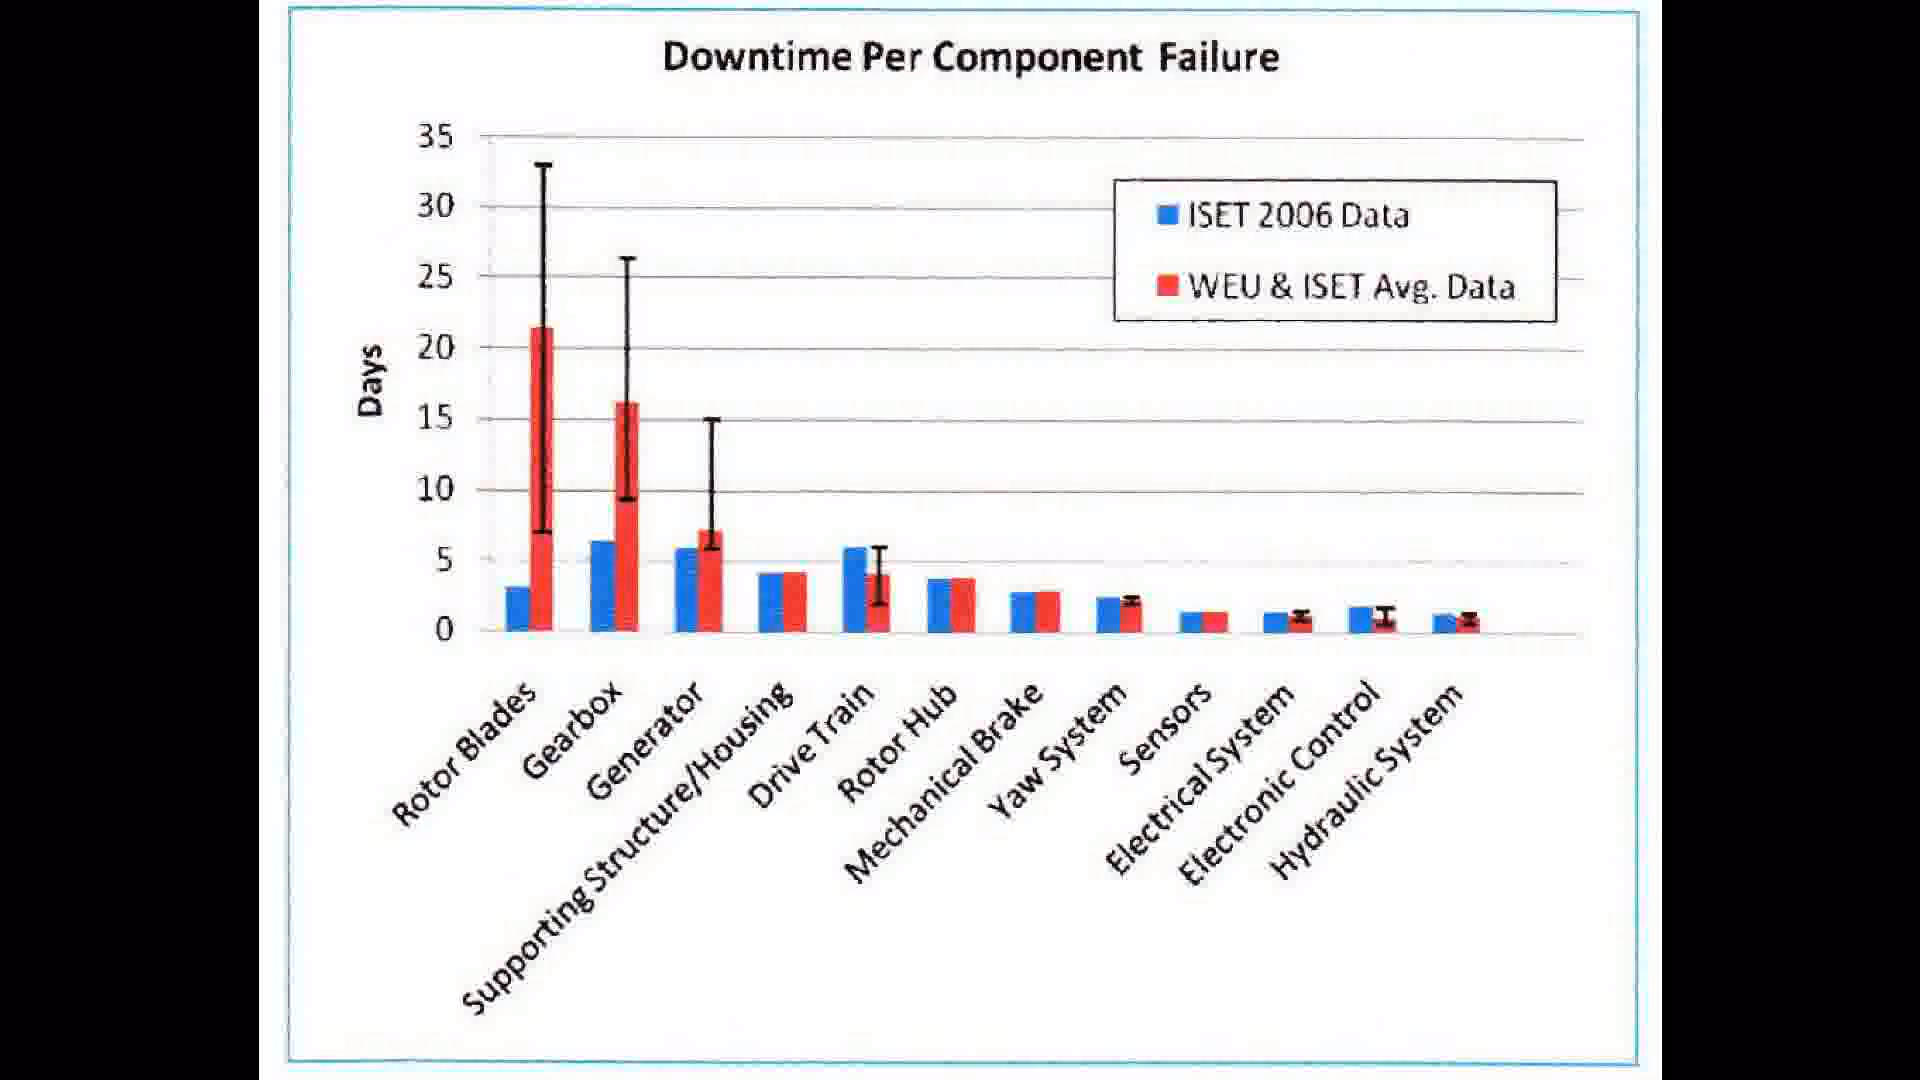 Downtime Per Component Failure
35
30
25
20
15
10
5
0
Days
ISET 2006 Data
WEU & ISET Avg. Data
Rotor Blades
Gearbox
Generator
Supporting Structure/Housing
Drive Train
Rotor Hub
Mechanical Brake
Yaw System
Sensors
Electrical System
Electronic Control
Hydraulic System